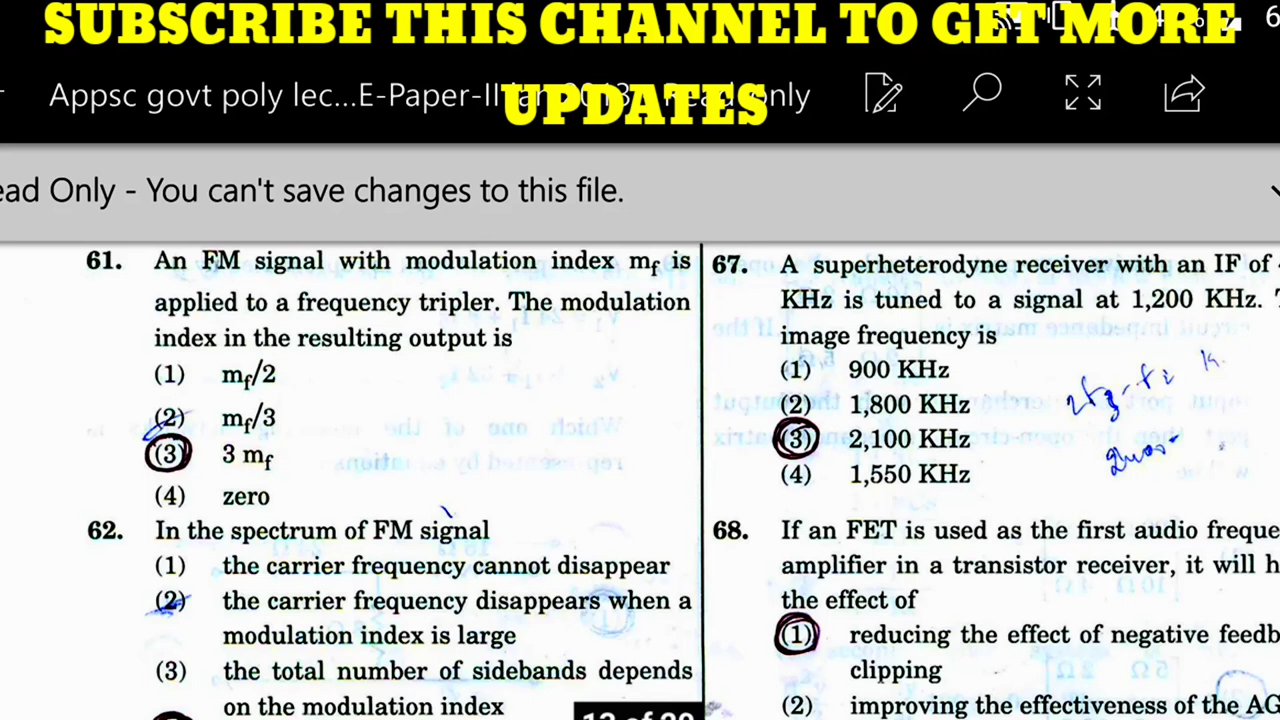 SUBSCRIBE THIS CHANNEL TO GET MORE
UPDATES
Appsc govt poly lec...E-Paper-II Jan 2013 - Read Only
ead Only - You can't save changes to this file.
61. An FM signal with modulation index mf is
applied to a frequency tripler. The modulation
index in the resulting output is
(1) mf/2
(2) mf/3
(3) 3 mf
(4) zero
62. In the spectrum of FM signal
(1) the carrier frequency cannot disappear
(2) the carrier frequency disappears when a
modulation index is large
(3) the total number of sidebands depends
on the modulation index
67. A superheterodyne receiver with an IF of
KHz is tuned to a signal at 1,200 KHz.
image frequency is
(1) 900 KHz
(2) 1,800 KHz
(3) 2,100 KHz
(4) 1,550 KHz
68. If an FET is used as the first audio freque
amplifier in a transistor receiver, it will h
the effect of
(1) reducing the effect of negative feedb
clipping
(2) improving the effectiveness of the AG